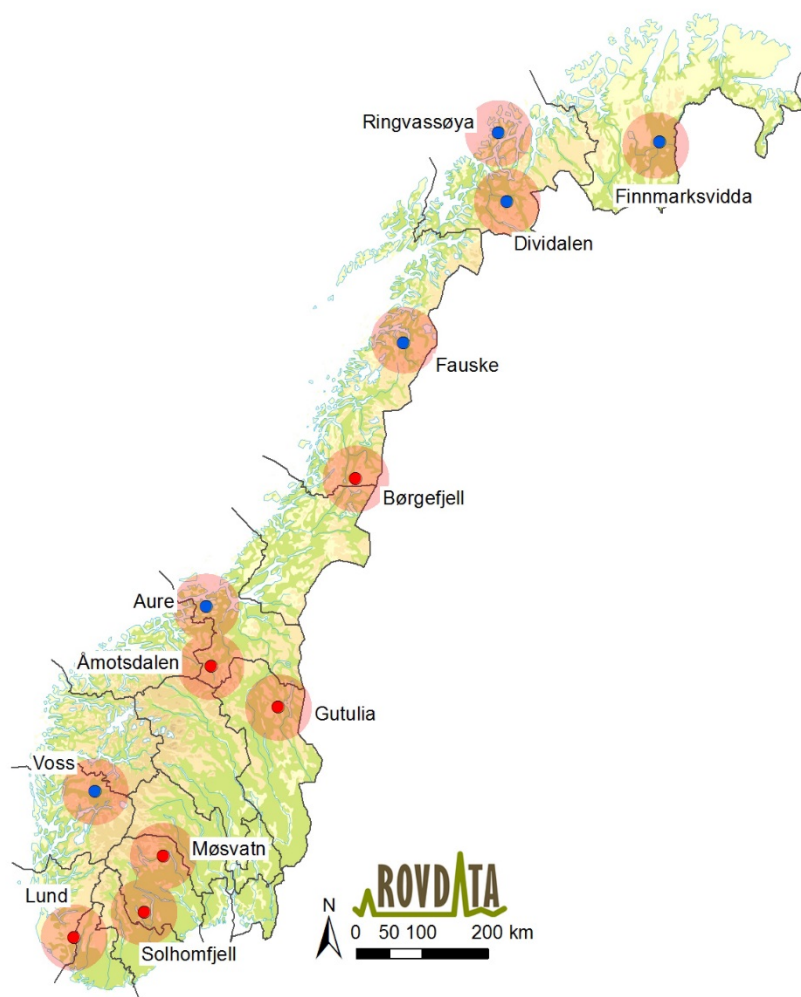 Ringvassøya
Finnmarksvidda
Dividalen
Fauske
Børgefjell
Aure
Åmotsdalen
Gutulia
Voss
Møsvatn
Lund
Solhomfjell
ROVDATA
N
0 50 100 200 km